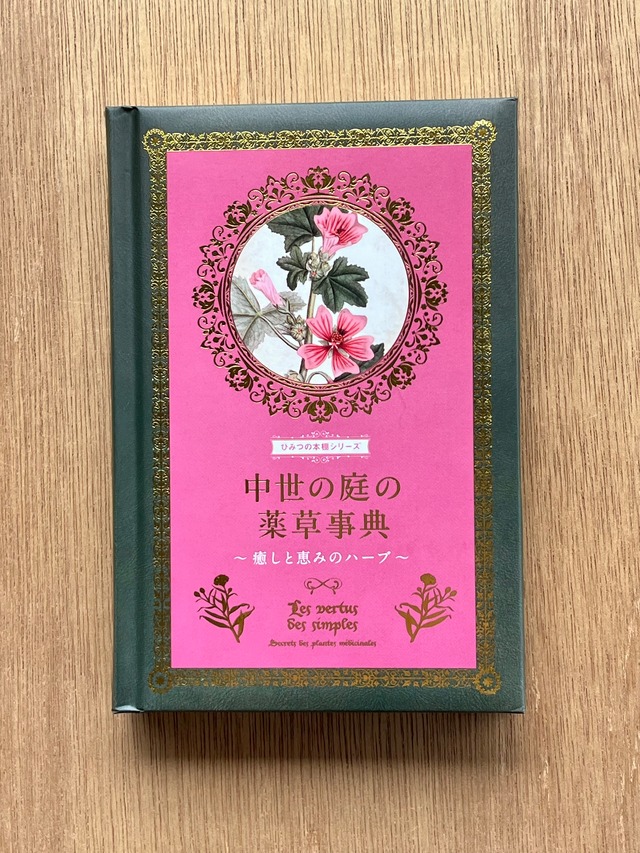 ひみつの本棚シリーズ
中世の庭の
薬草事典
～癒しと恵みのハーブ～
Les vertus
des simples
Secrets des plantes médicinales